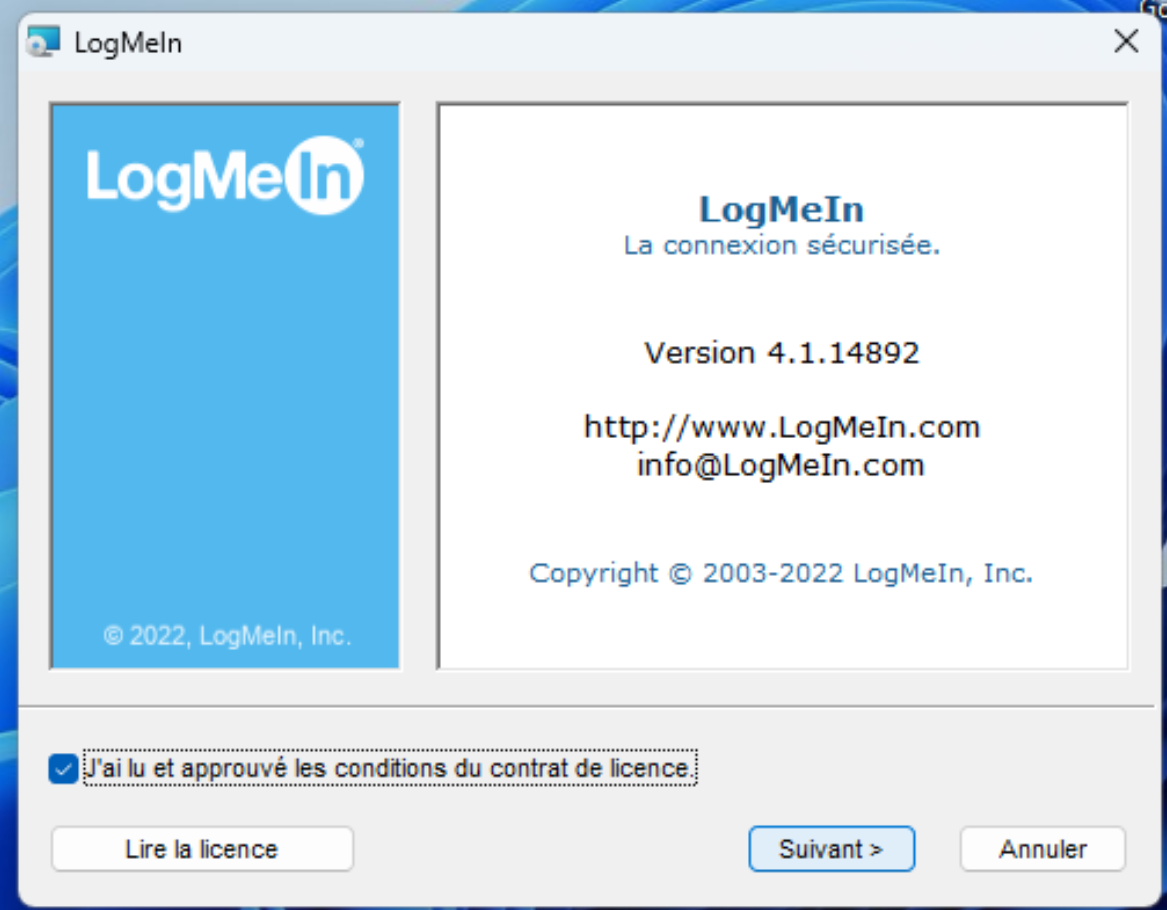 LogMeIn
LogMeIn®
© 2022, LogMeIn, Inc.
LogMeIn
La connexion sécurisée.
Version 4.1.14892
http://www.LogMeIn.com
info@LogMeIn.com
Copyright © 2003-2022 LogMeIn, Inc.
J'ai lu et approuvé les conditions du contrat de licence.
Lire la licence
Suivant >
Annuler